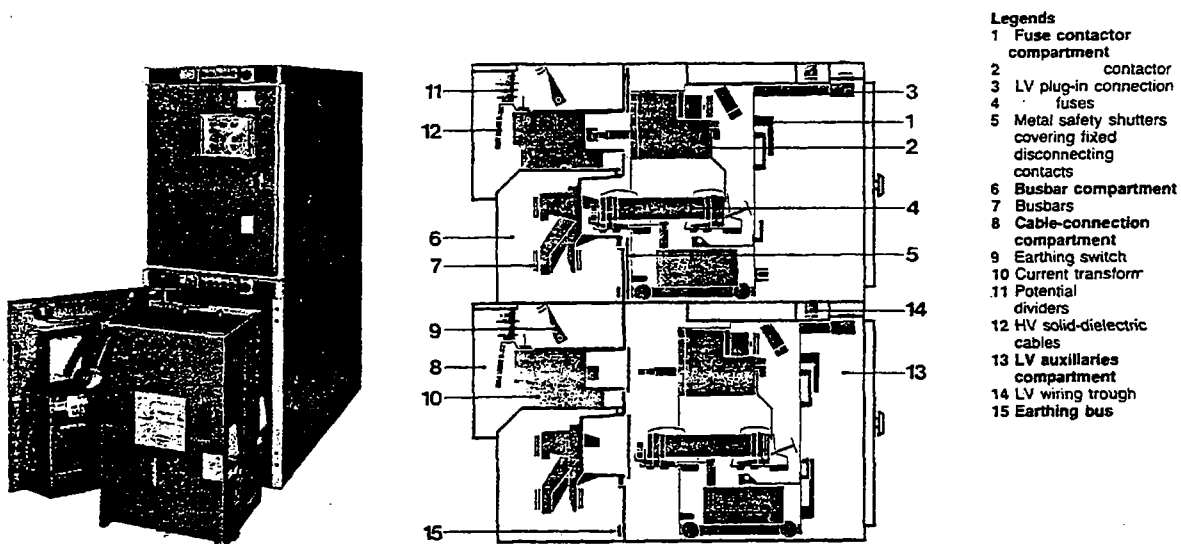 Legends
1 Fuse contactor
compartment
2 contactor
3 LV plug-in connection
4 fuses
5 Metal safety shutters
covering fixed
disconnecting
contacts
6 Busbar compartment
7 Busbars
8 Cable-connection
compartment
9 Earthing switch
10 Current transform
11 Potential
dividers
12 HV solid-dielectric
cables
13 LV auxillaries
compartment
14 LV wiring trough
15 Earthing bus
11
12
6
7
9
8
10
15
3
1
2
4
5
14
13